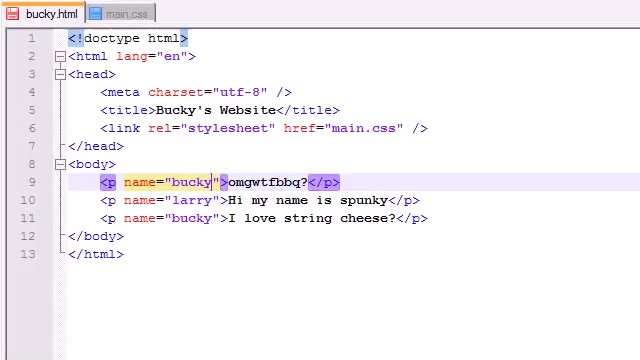 bucky.html main.css
1 <!doctype html>
2 <html lang="en">
3 <head>
4 <meta charset="utf-8" />
5 <title>Bucky's Website</title>
6 <link rel="stylesheet" href="main.css" />
7 </head>
8 <body>
9 <p name="bucky">omgwtfbbq?</p>
10 <p name="larry">Hi my name is spunky</p>
11 <p name="bucky">I love string cheese?</p>
12 </body>
13 </html>